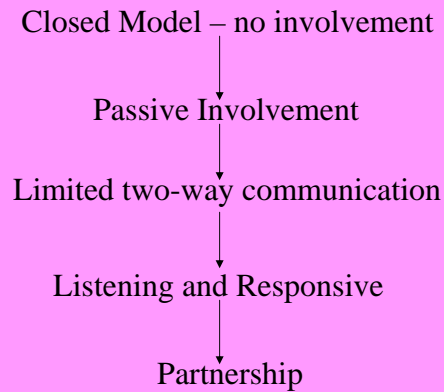 Closed Model – no involvement
Passive Involvement
Limited two-way communication
Listening and Responsive
Partnership